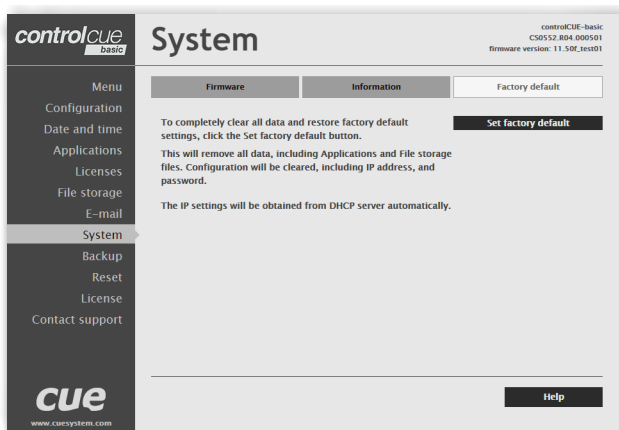 controlcue
basic
System
controlCUE-basic
CS0552.R04.000501
firmware version: 11.50f_test01
Menu
Configuration
Date and time
Applications
Licenses
File storage
E-mail
System
Backup
Reset
License
Contact support
Firmware
Information
Factory default
To completely clear all data and restore factory default
settings, click the Set factory default button.
Set factory default
This will remove all data, including Applications and File storage
files. Configuration will be cleared, including IP address, and
password.
The IP settings will be obtained from DHCP server automatically.
cue
www.cuesystem.com
Help